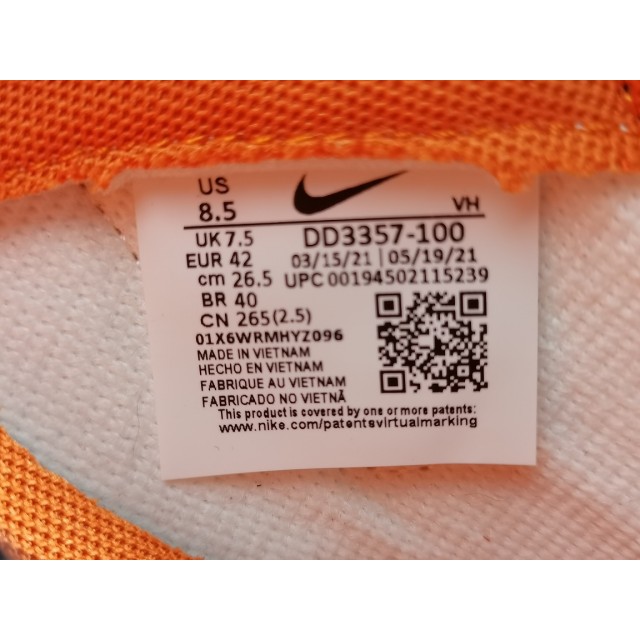 US
8.5
VH
UK 7.5
DD3357-100
EUR 42
03/15/21 | 05/19/21
cm 26.5
UPC 00194502115239
BR 40
CN 265(2.5)
01X6WRMHYZ096
MADE IN VIETNAM
HECHO EN VIETNAM
FABRIQUE AU VIETNAM
FABRICADO NO VIETNÃ
This product is covered by one or more patents:
www.nike.com/patentsvirtualmarking